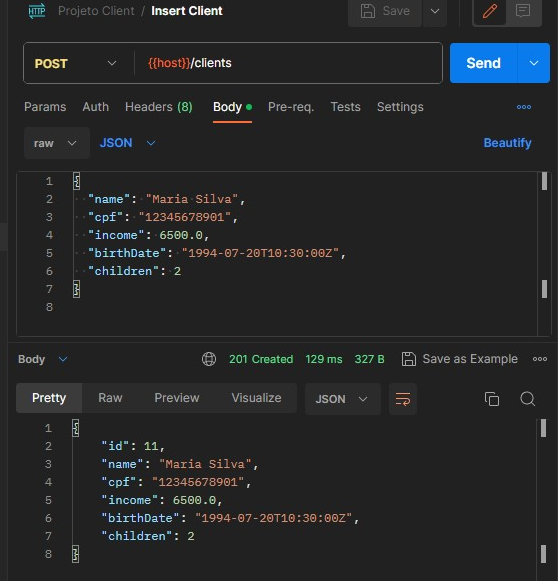 HTTP Projeto Client / Insert Client Save
POST {{host}}/clients Send
Params Auth Headers (8) Body Pre-req. Tests Settings
raw JSON Beautify
1 {
2 "name": "Maria Silva",
3 "cpf": "12345678901",
4 "income": 6500.0,
5 "birthDate": "1994-07-20T10:30:00Z",
6 "children": 2
7 }
8
Body 201 Created 129 ms 327 B Save as Example
Pretty Raw Preview Visualize JSON
1 {
2 "id": 11,
3 "name": "Maria Silva",
4 "cpf": "12345678901",
5 "income": 6500.0,
6 "birthDate": "1994-07-20T10:30:00Z",
7 "children": 2
8 }